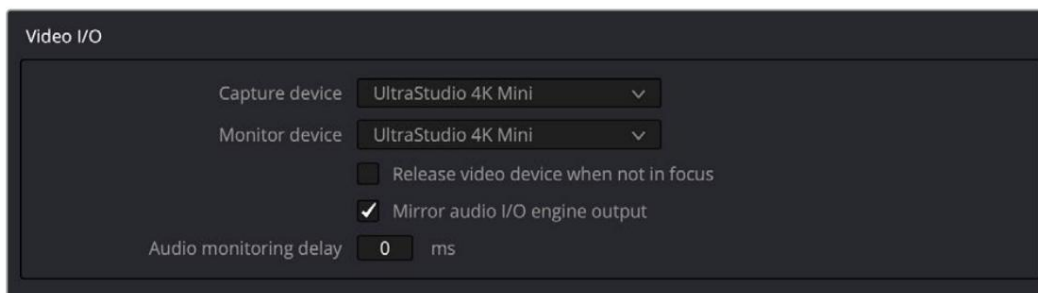 Video I/O
Capture device UltraStudio 4K Mini
Monitor device UltraStudio 4K Mini
Release video device when not in focus
Mirror audio I/O engine output
Audio monitoring delay 0 ms